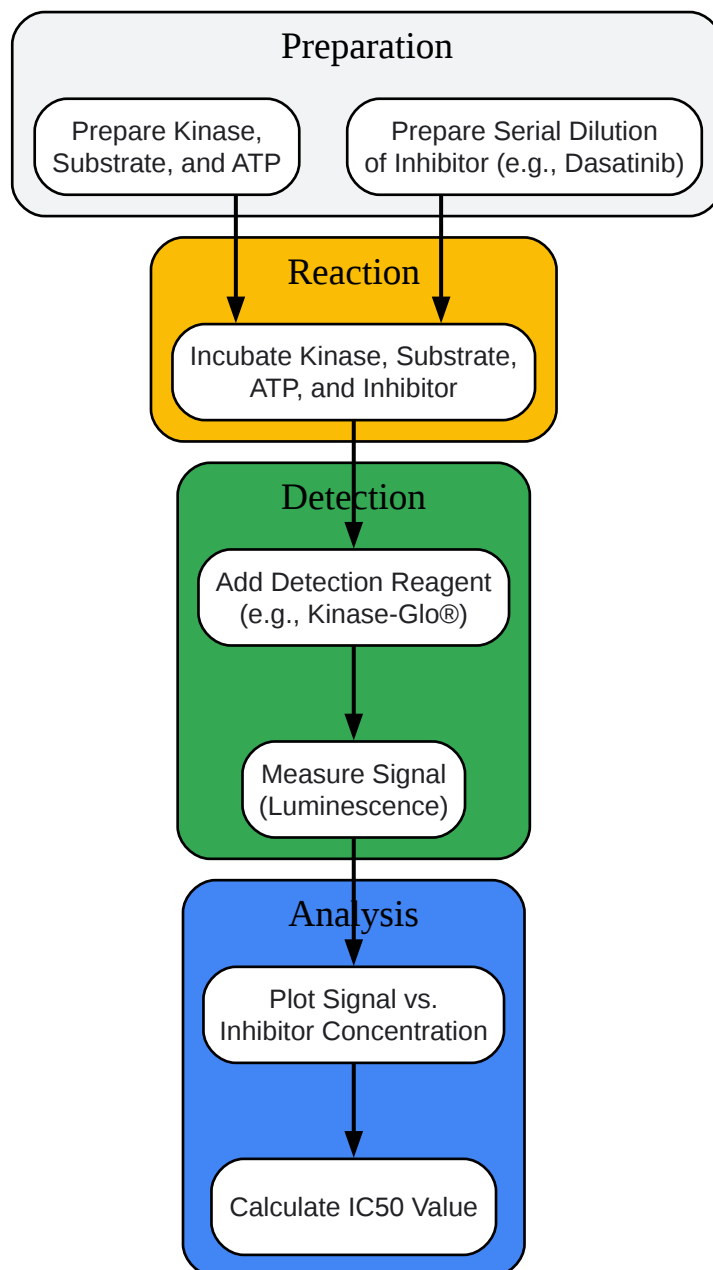 Preparation
Prepare Kinase,
Substrate, and ATP
Prepare Serial Dilution
of Inhibitor (e.g., Dasatinib)
Reaction
Incubate Kinase, Substrate,
ATP, and Inhibitor
Detection
Add Detection Reagent
(e.g., Kinase-Glo®)
Measure Signal
(Luminescence)
Analysis
Plot Signal vs.
Inhibitor Concentration
Calculate IC50 Value